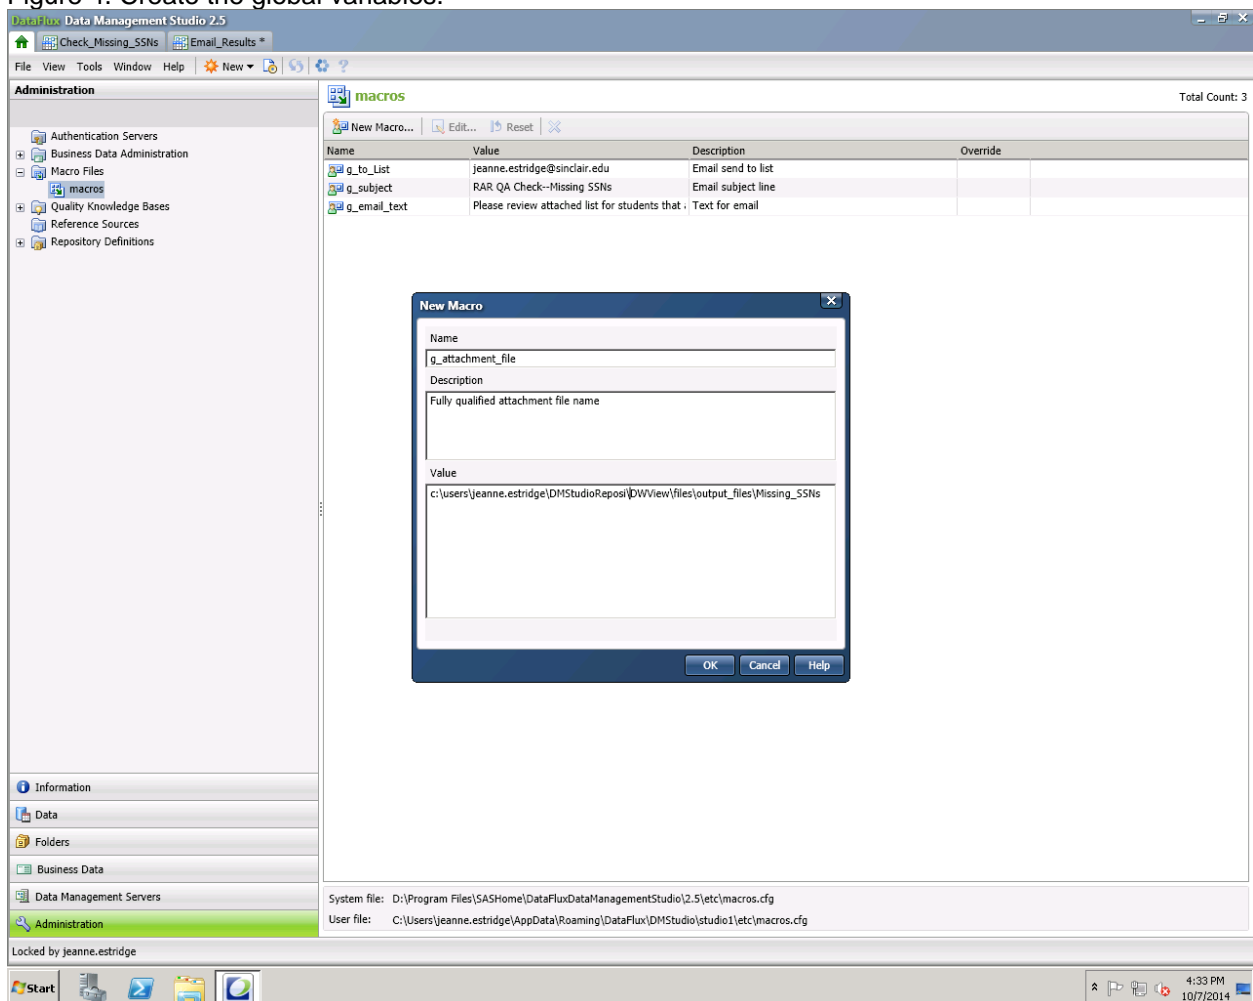 Figure 4. Create the global variables.
DataFlux Data Management Studio 2.5
Check_Missing_SSNs Email_Results *
File View Tools Window Help New
Administration
macros Total Count: 3
New Macro... Edit... Reset
Authentication Servers
Business Data Administration
Macro Files
macros
Quality Knowledge Bases
Reference Sources
Repository Definitions
Name Value Description Override
g_to_List jeanne.estridge@sinclair.edu Email send to list
g_subject RAR QA Check--Missing SSNs Email subject line
g_email_text Please review attached list for students that Text for email
New Macro
Name
g_attachment_file
Description
Fully qualified attachment file name
Value
c:\users\jeanne.estridge\DMStudioReposi\DWView\files\output_files\Missing_SSNs
OK Cancel Help
Information
Data
Folders
Business Data
Data Management Servers
Administration
System file: D:\Program Files\SASHome\DataFluxDataManagementStudio\2.5\etc\macros.cfg
User file: C:\Users\jeanne.estridge\AppData\Roaming\DataFlux\DMStudio\studio1\etc\macros.cfg
Locked by jeanne.estridge
Start
4:33 PM
10/7/2014